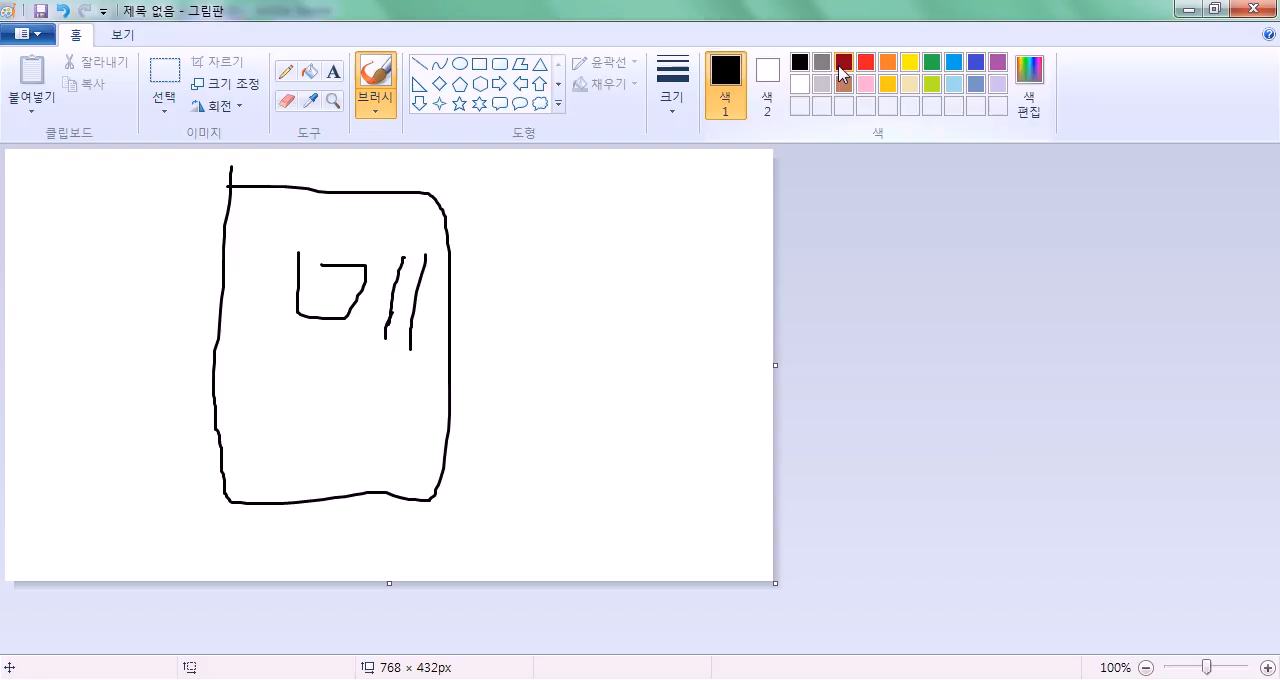 제목 없음 - 그림판
홈 보기
붙여넣기
잘라내기
복사
클립보드
선택
자르기
크기 조정
회전
이미지
A
도구
브러시
도형
윤곽선
채우기
크기
색
1
색
2
색
편집
색
768 × 432px
100%